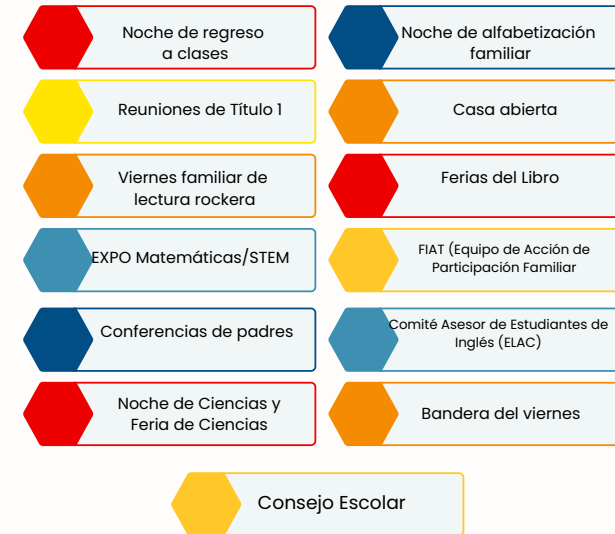 Noche de regreso
a clases
Noche de alfabetización
familiar
Reuniones de Título 1
Casa abierta
Viernes familiar de
lectura rockera
Ferias del Libro
EXPO Matemáticas/STEM
FIAT (Equipo de Acción de
Participación Familiar
Conferencias de padres
Comité Asesor de Estudiantes de
Inglés (ELAC)
Noche de Ciencias y
Feria de Ciencias
Bandera del viernes
Consejo Escolar